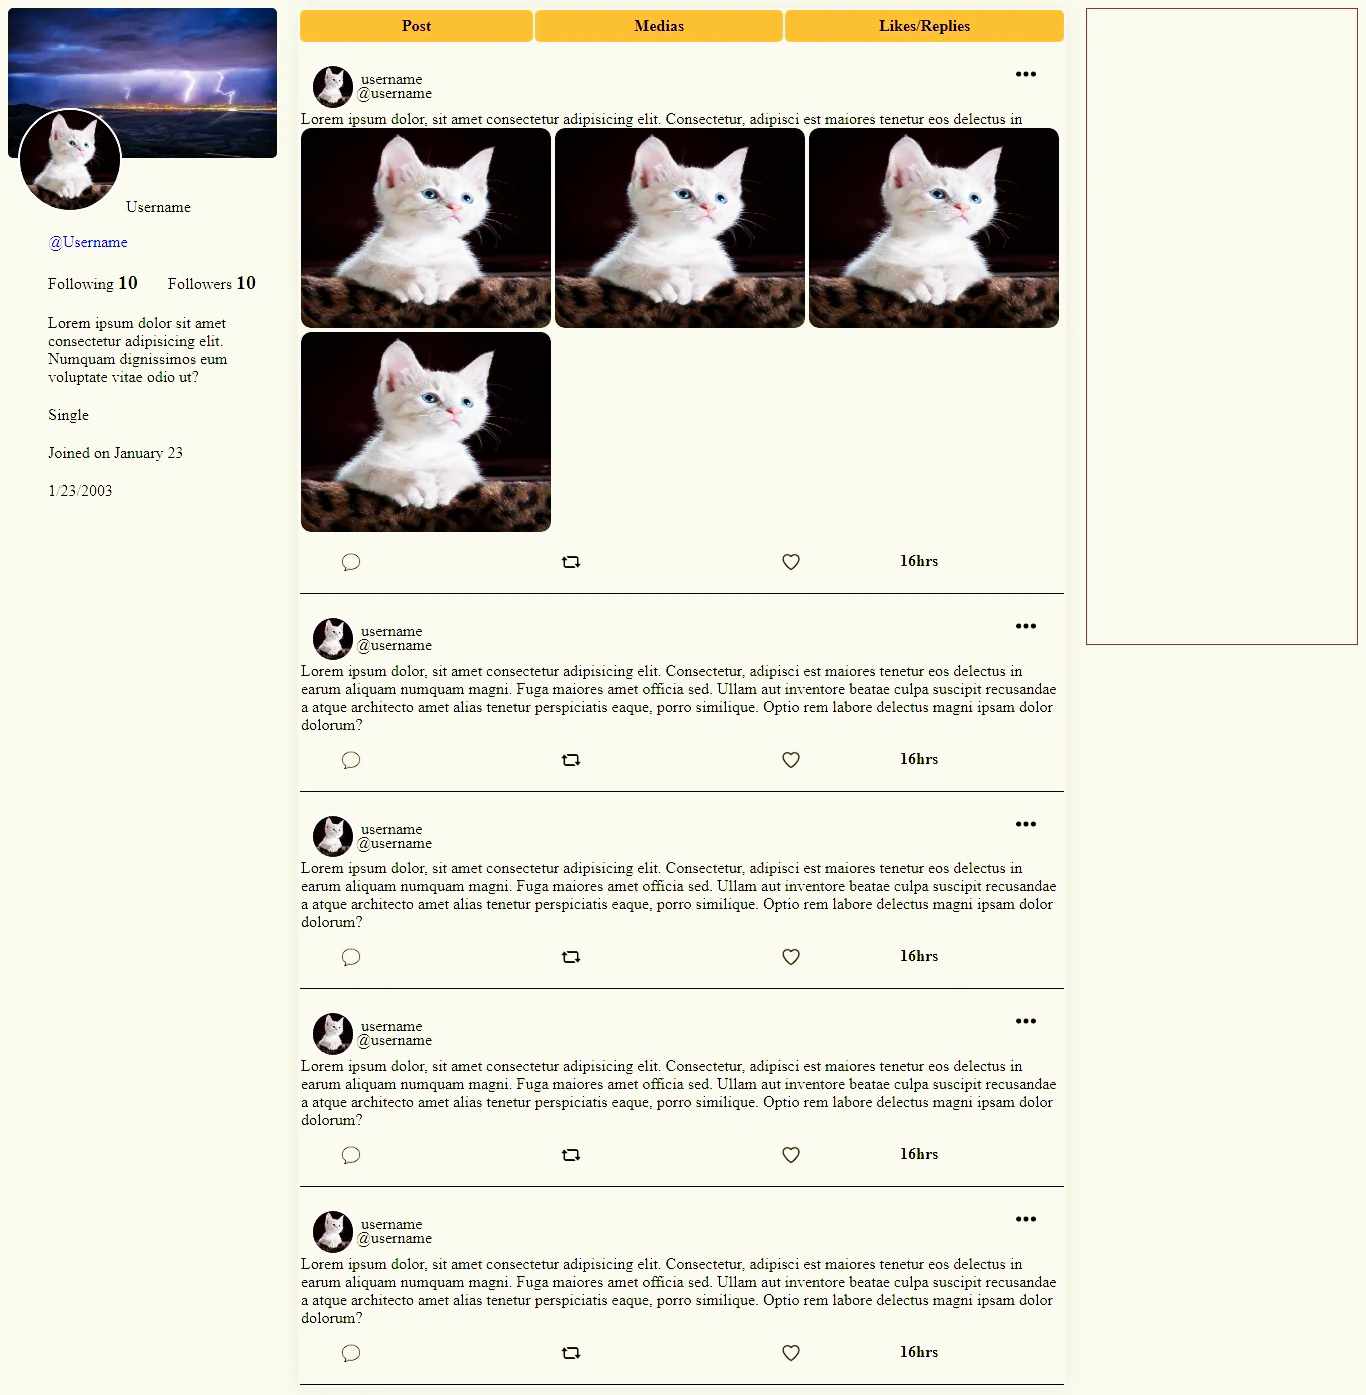 Username
@Username
Following 10 Followers 10
Lorem ipsum dolor sit amet
consectetur adipisicing elit.
Numquam dignissimos eum
voluptate vitae odio ut?
Single
Joined on January 23
1/23/2003
Post Medias Likes/Replies
username
@username
Lorem ipsum dolor, sit amet consectetur adipisicing elit. Consectetur, adipisci est maiores tenetur eos delectus in
16hrs
username
@username
Lorem ipsum dolor, sit amet consectetur adipisicing elit. Consectetur, adipisci est maiores tenetur eos delectus in
earum aliquam numquam magni. Fuga maiores amet officia sed. Ullam aut inventore beatae culpa suscipit recusandae
a atque architecto amet alias tenetur perspiciatis eaque, porro similique. Optio rem labore delectus magni ipsam dolor
dolorum?
16hrs
username
@username
Lorem ipsum dolor, sit amet consectetur adipisicing elit. Consectetur, adipisci est maiores tenetur eos delectus in
earum aliquam numquam magni. Fuga maiores amet officia sed. Ullam aut inventore beatae culpa suscipit recusandae
a atque architecto amet alias tenetur perspiciatis eaque, porro similique. Optio rem labore delectus magni ipsam dolor
dolorum?
16hrs
username
@username
Lorem ipsum dolor, sit amet consectetur adipisicing elit. Consectetur, adipisci est maiores tenetur eos delectus in
earum aliquam numquam magni. Fuga maiores amet officia sed. Ullam aut inventore beatae culpa suscipit recusandae
a atque architecto amet alias tenetur perspiciatis eaque, porro similique. Optio rem labore delectus magni ipsam dolor
dolorum?
16hrs
username
@username
Lorem ipsum dolor, sit amet consectetur adipisicing elit. Consectetur, adipisci est maiores tenetur eos delectus in
earum aliquam numquam magni. Fuga maiores amet officia sed. Ullam aut inventore beatae culpa suscipit recusandae
a atque architecto amet alias tenetur perspiciatis eaque, porro similique. Optio rem labore delectus magni ipsam dolor
dolorum?
16hrs